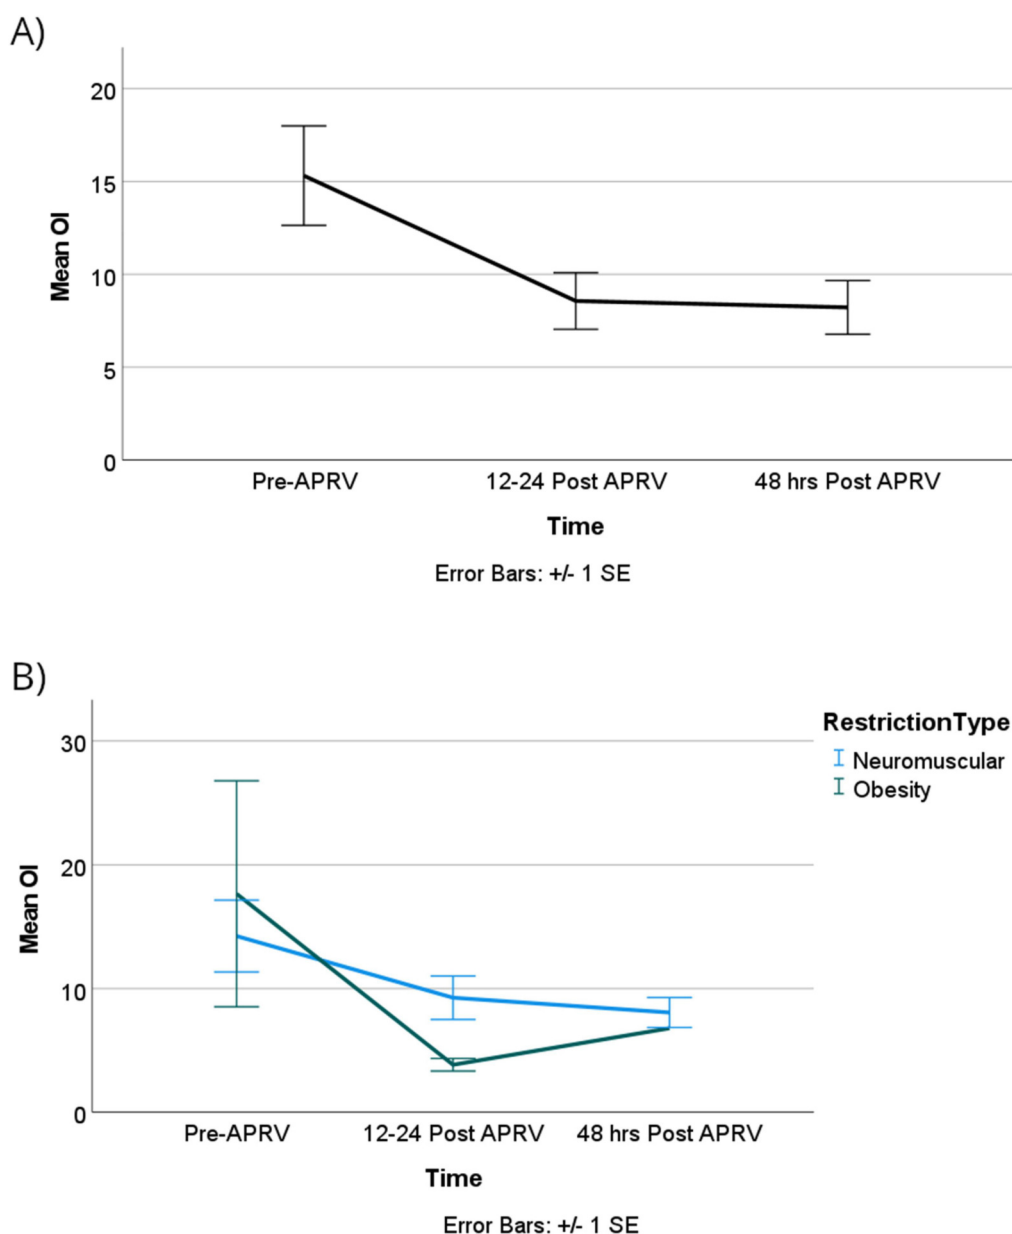 A)
20
15
10
5
0
Mean OI
Pre-APRV
12-24 Post APRV
48 hrs Post APRV
Time
Error Bars: +/- 1 SE
B)
30
20
10
0
Mean OI
RestrictionType
Neuromuscular
Obesity
Pre-APRV
12-24 Post APRV
48 hrs Post APRV
Time
Error Bars: +/- 1 SE